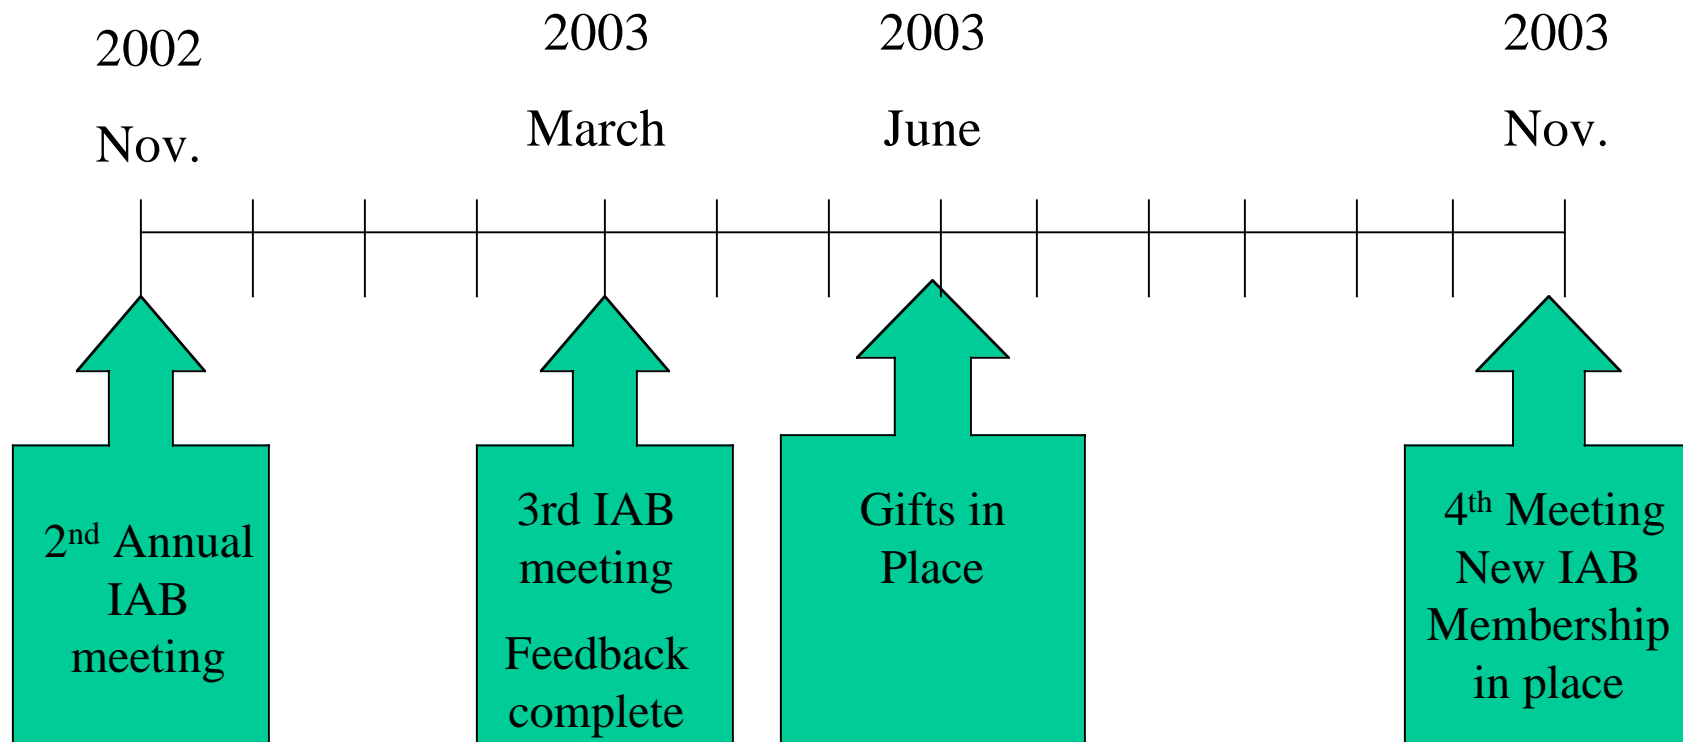 2002
Nov.
2003
March
2003
June
2003
Nov.
2nd Annual
IAB
meeting
3rd IAB
meeting
Feedback
complete
Gifts in
Place
4th Meeting
New IAB
Membership
in place